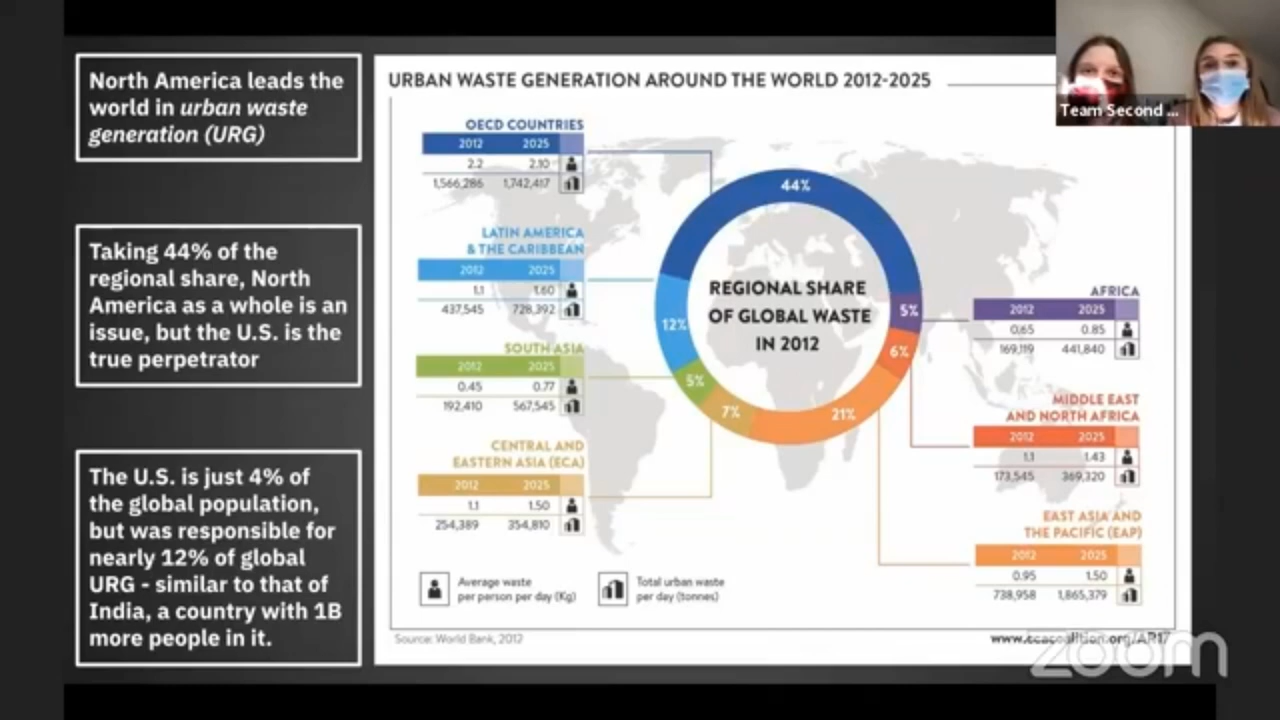 North America leads the
world in urban waste
generation (URG)
Taking 44% of the
regional share, North
America as a whole is an
issue, but the U.S. is the
true perpetrator
The U.S. is just 4% of
the global population,
but was responsible for
nearly 12% of global
URG - similar to that of
India, a country with 1B
more people in it.
URBAN WASTE GENERATION AROUND THE WORLD 2012-2025
OECD COUNTRIES
2012 2025
2.2 2.10
1,566,286 1,742,417
LATIN AMERICA
& THE CARIBBEAN
2012 2025
1.1 1.60
437,545 728,392
SOUTH ASIA
2012 2025
0.45 0.77
192,410 567,545
CENTRAL AND
EASTERN ASIA (ECA)
2012 2025
1.1 1.50
254,389 354,810
44%
12%
5%
7%
21%
6%
5%
REGIONAL SHARE
OF GLOBAL WASTE
IN 2012
AFRICA
2012 2025
0.65 0.85
169,119 441,840
MIDDLE EAST
AND NORTH AFRICA
2012 2025
1.1 1.43
173,545 369,320
EAST ASIA AND
THE PACIFIC (EAP)
2012 2025
0.95 1.50
738,958 1,865,379
Average waste
per person per day (Kg)
Total urban waste
per day (tonnes)
Source: World Bank, 2012
www.ccacoalition.org/AR17
Team Second ...
zoom